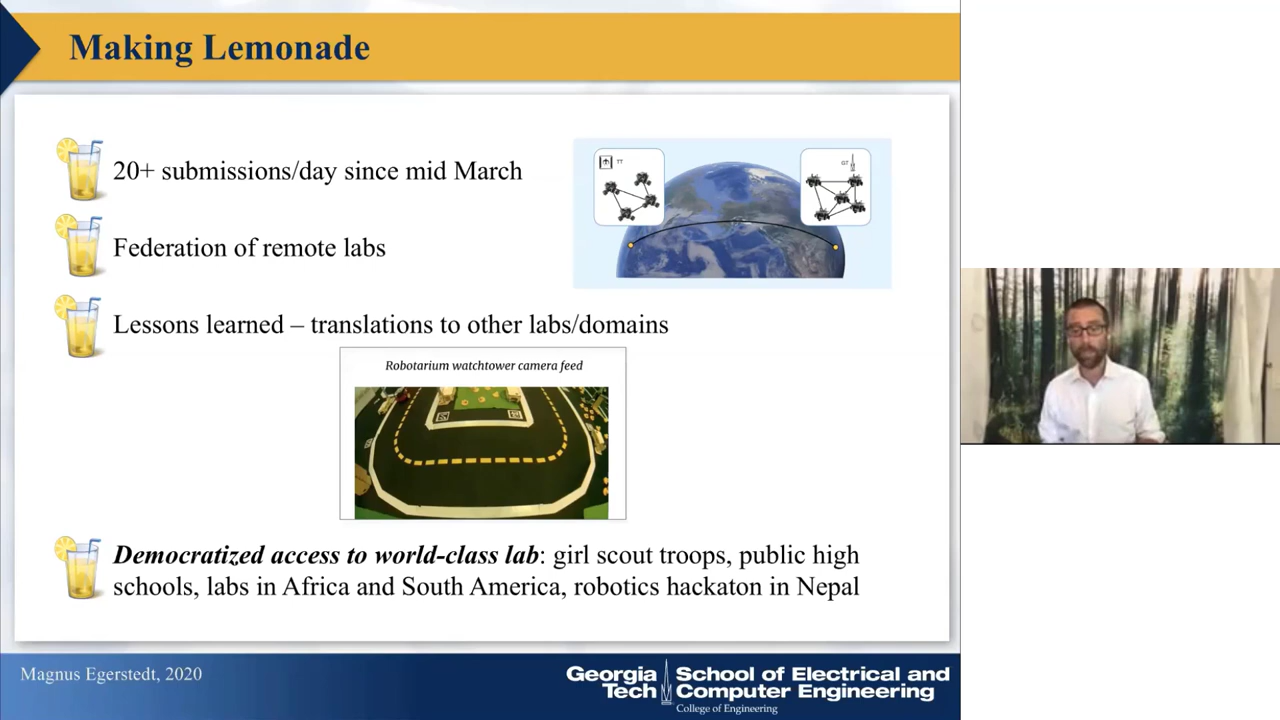 Making Lemonade
20+ submissions/day since mid March
TT
GT
Federation of remote labs
Lessons learned – translations to other labs/domains
Robotarium watchtower camera feed
Democratized access to world-class lab: girl scout troops, public high
schools, labs in Africa and South America, robotics hackaton in Nepal
Magnus Egerstedt, 2020
Georgia
Tech
School of Electrical and
Computer Engineering
College of Engineering